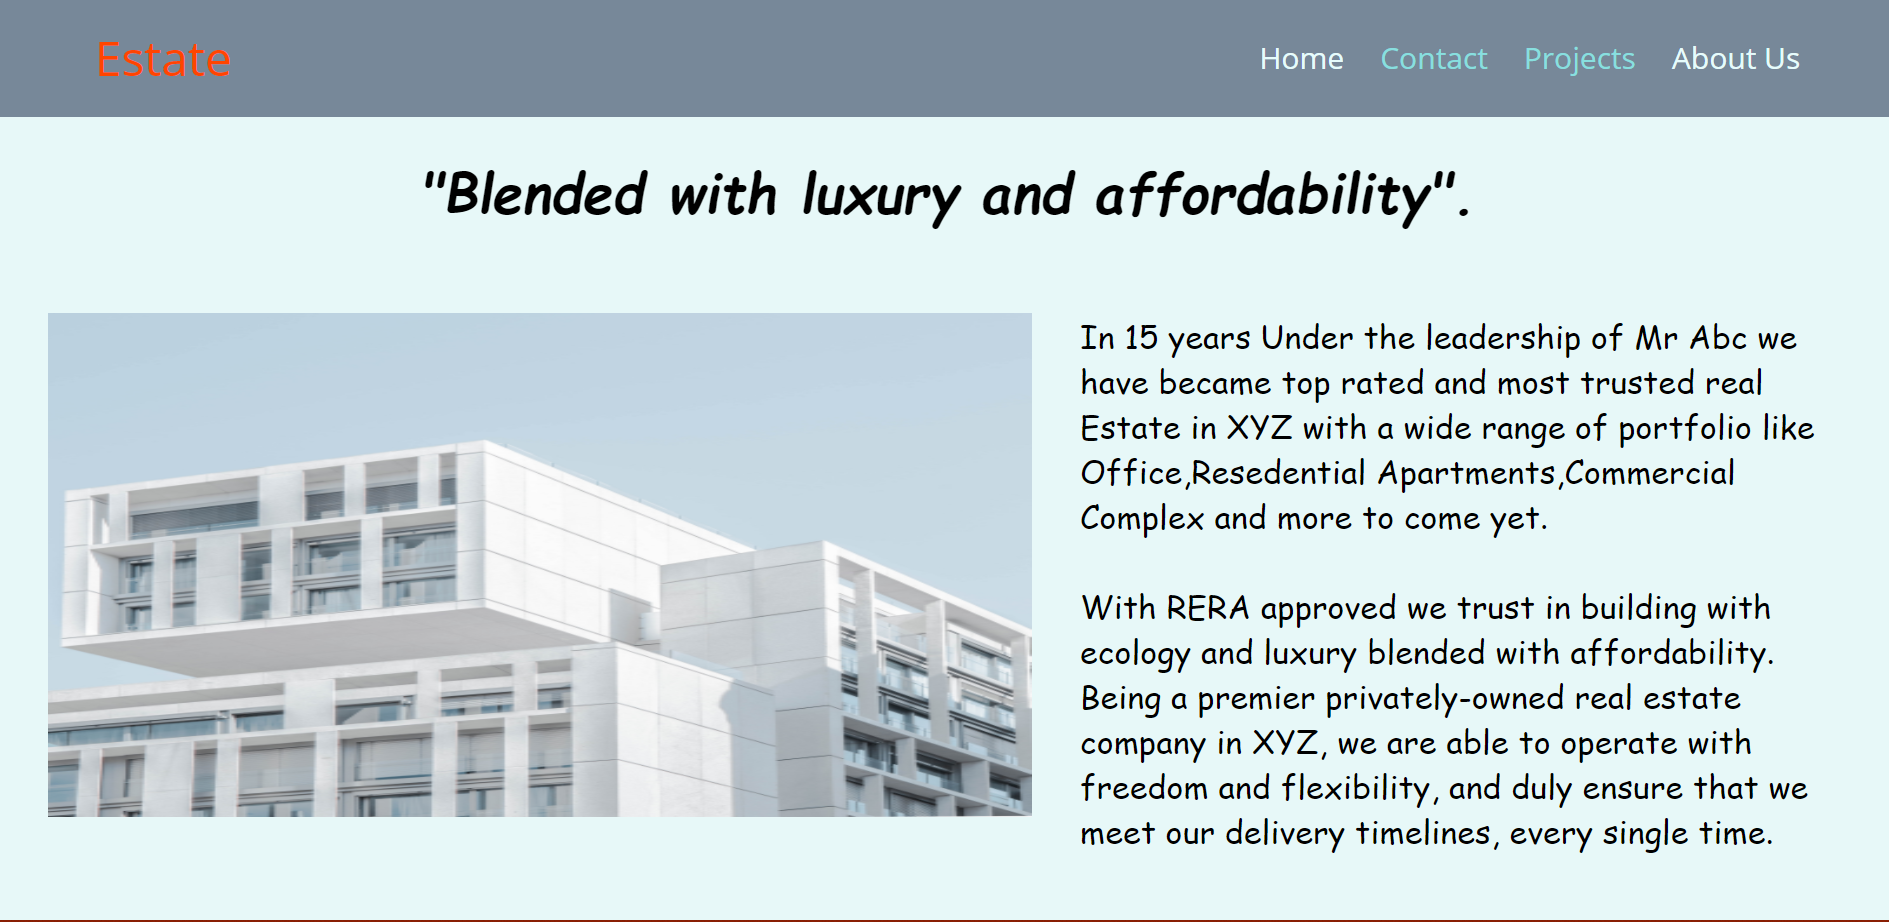 Estate
Home Contact Projects About Us
"Blended with luxury and affordability".
In 15 years Under the leadership of Mr Abc we
have became top rated and most trusted real
Estate in XYZ with a wide range of portfolio like
Office,Resedential Apartments,Commercial
Complex and more to come yet.
With RERA approved we trust in building with
ecology and luxury blended with affordability.
Being a premier privately-owned real estate
company in XYZ, we are able to operate with
freedom and flexibility, and duly ensure that we
meet our delivery timelines, every single time.